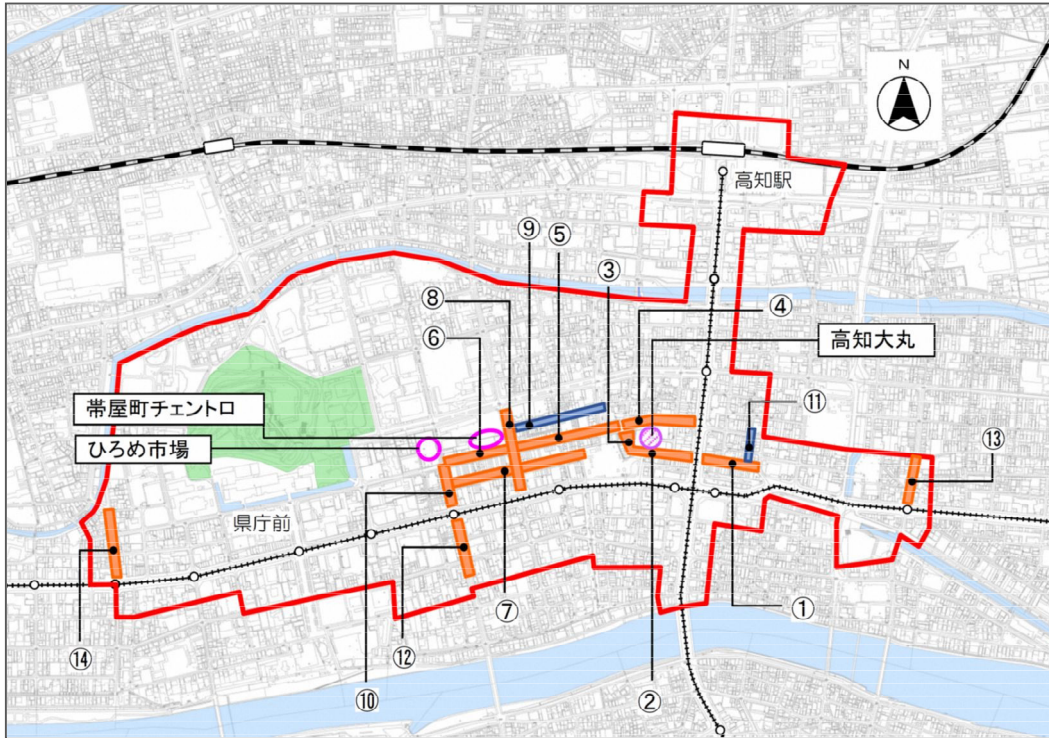 N
高知駅
⑨
⑤
③
⑧
④
⑥
高知大丸
帯屋町チェントロ
⑪
ひろめ市場
⑬
県庁前
⑩
⑦
①
⑭
⑫
②